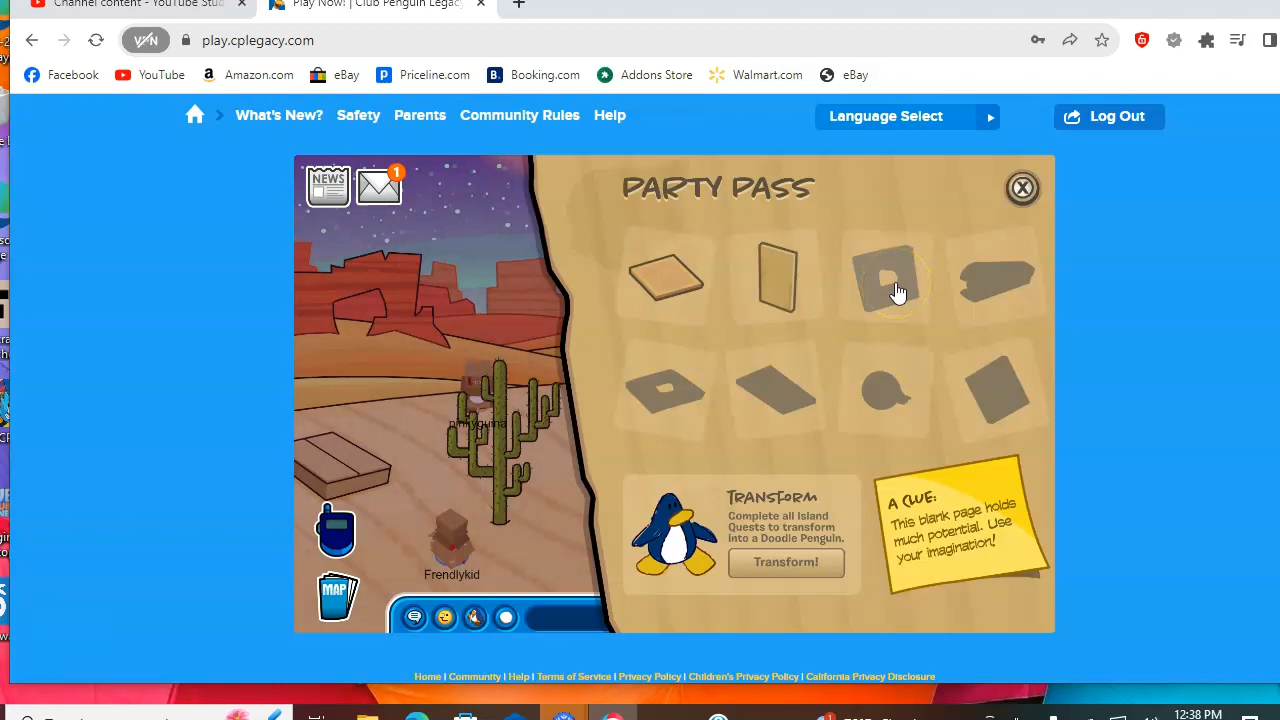 Channel content - YouTube Stud
Play Now! | Club Penguin Legacy
VPN
play.cplegacy.com
Facebook
YouTube
Amazon.com
eBay
Priceline.com
Booking.com
Addons Store
Walmart.com
eBay
What's New?
Safety
Parents
Community Rules
Help
Language Select
Log Out
NEWS
1
PARTY PASS
Frendlykid
MAP
TRANSFORM
Complete all Island
Quests to transform
into a Doodle Penguin.
Transform!
A CLUE:
This blank page holds
much potential. Use
your imagination!
Home | Community | Help | Terms of Service | Privacy Policy | Children's Privacy Policy | California Privacy Disclosure
12:38 PM